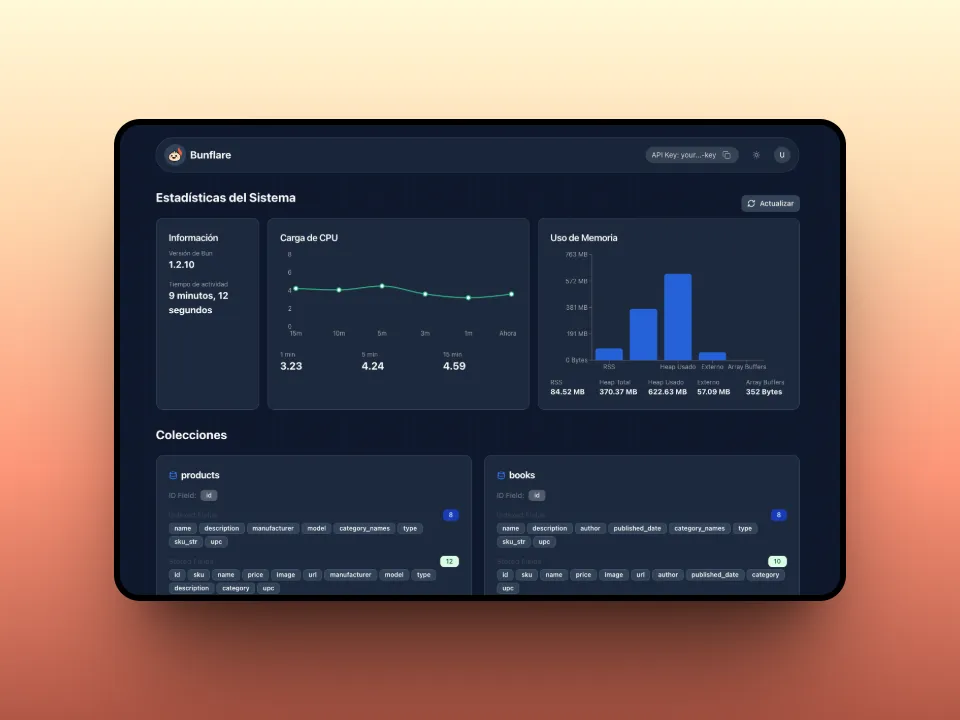 Bunflare
API Key: your...-key
U
Estadísticas del Sistema
Actualizar
Información
Versión de Bun
1.2.10
Tiempo de actividad
9 minutos, 12
segundos
Carga de CPU
8
6
4
2
0
15m 10m 5m 3m 1m Ahora
1 min 5 min 15 min
3.23 4.24 4.59
Uso de Memoria
763 MB
572 MB
381 MB
191 MB
0 Bytes
RSS Heap Usado Externo Array Buffers
RSS Heap Total Heap Usado Externo Array Buffers
84.52 MB 370.37 MB 622.63 MB 57.09 MB 352 Bytes
Colecciones
products
ID Field: id
Indexed Fields 8
name description manufacturer model category_names type
sku_str upc
12
id sku name price image url manufacturer model type
description category upc
books
ID Field: id
Indexed Fields 8
name description author published_date category_names type
sku_str upc
10
id sku name price image url author published_date category
upc